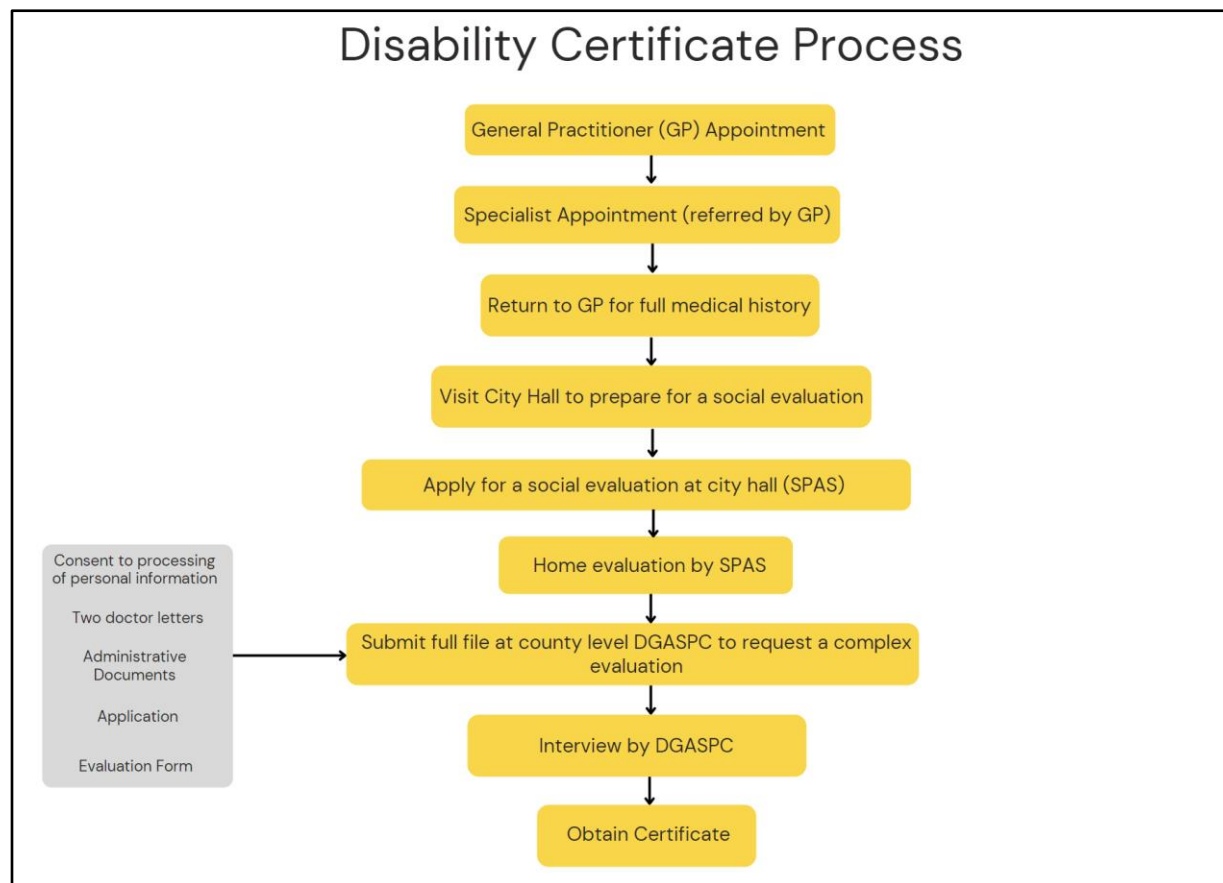 Disability Certificate Process
General Practitioner (GP) Appointment
Specialist Appointment (referred by GP)
Return to GP for full medical history
Visit City Hall to prepare for a social evaluation
Apply for a social evaluation at city hall (SPAS)
Home evaluation by SPAS
Consent to processing
of personal information
Two doctor letters
Administrative
Documents
Application
Evaluation Form
Submit full file at county level DGASPC to request a complex
evaluation
Interview by DGASPC
Obtain Certificate